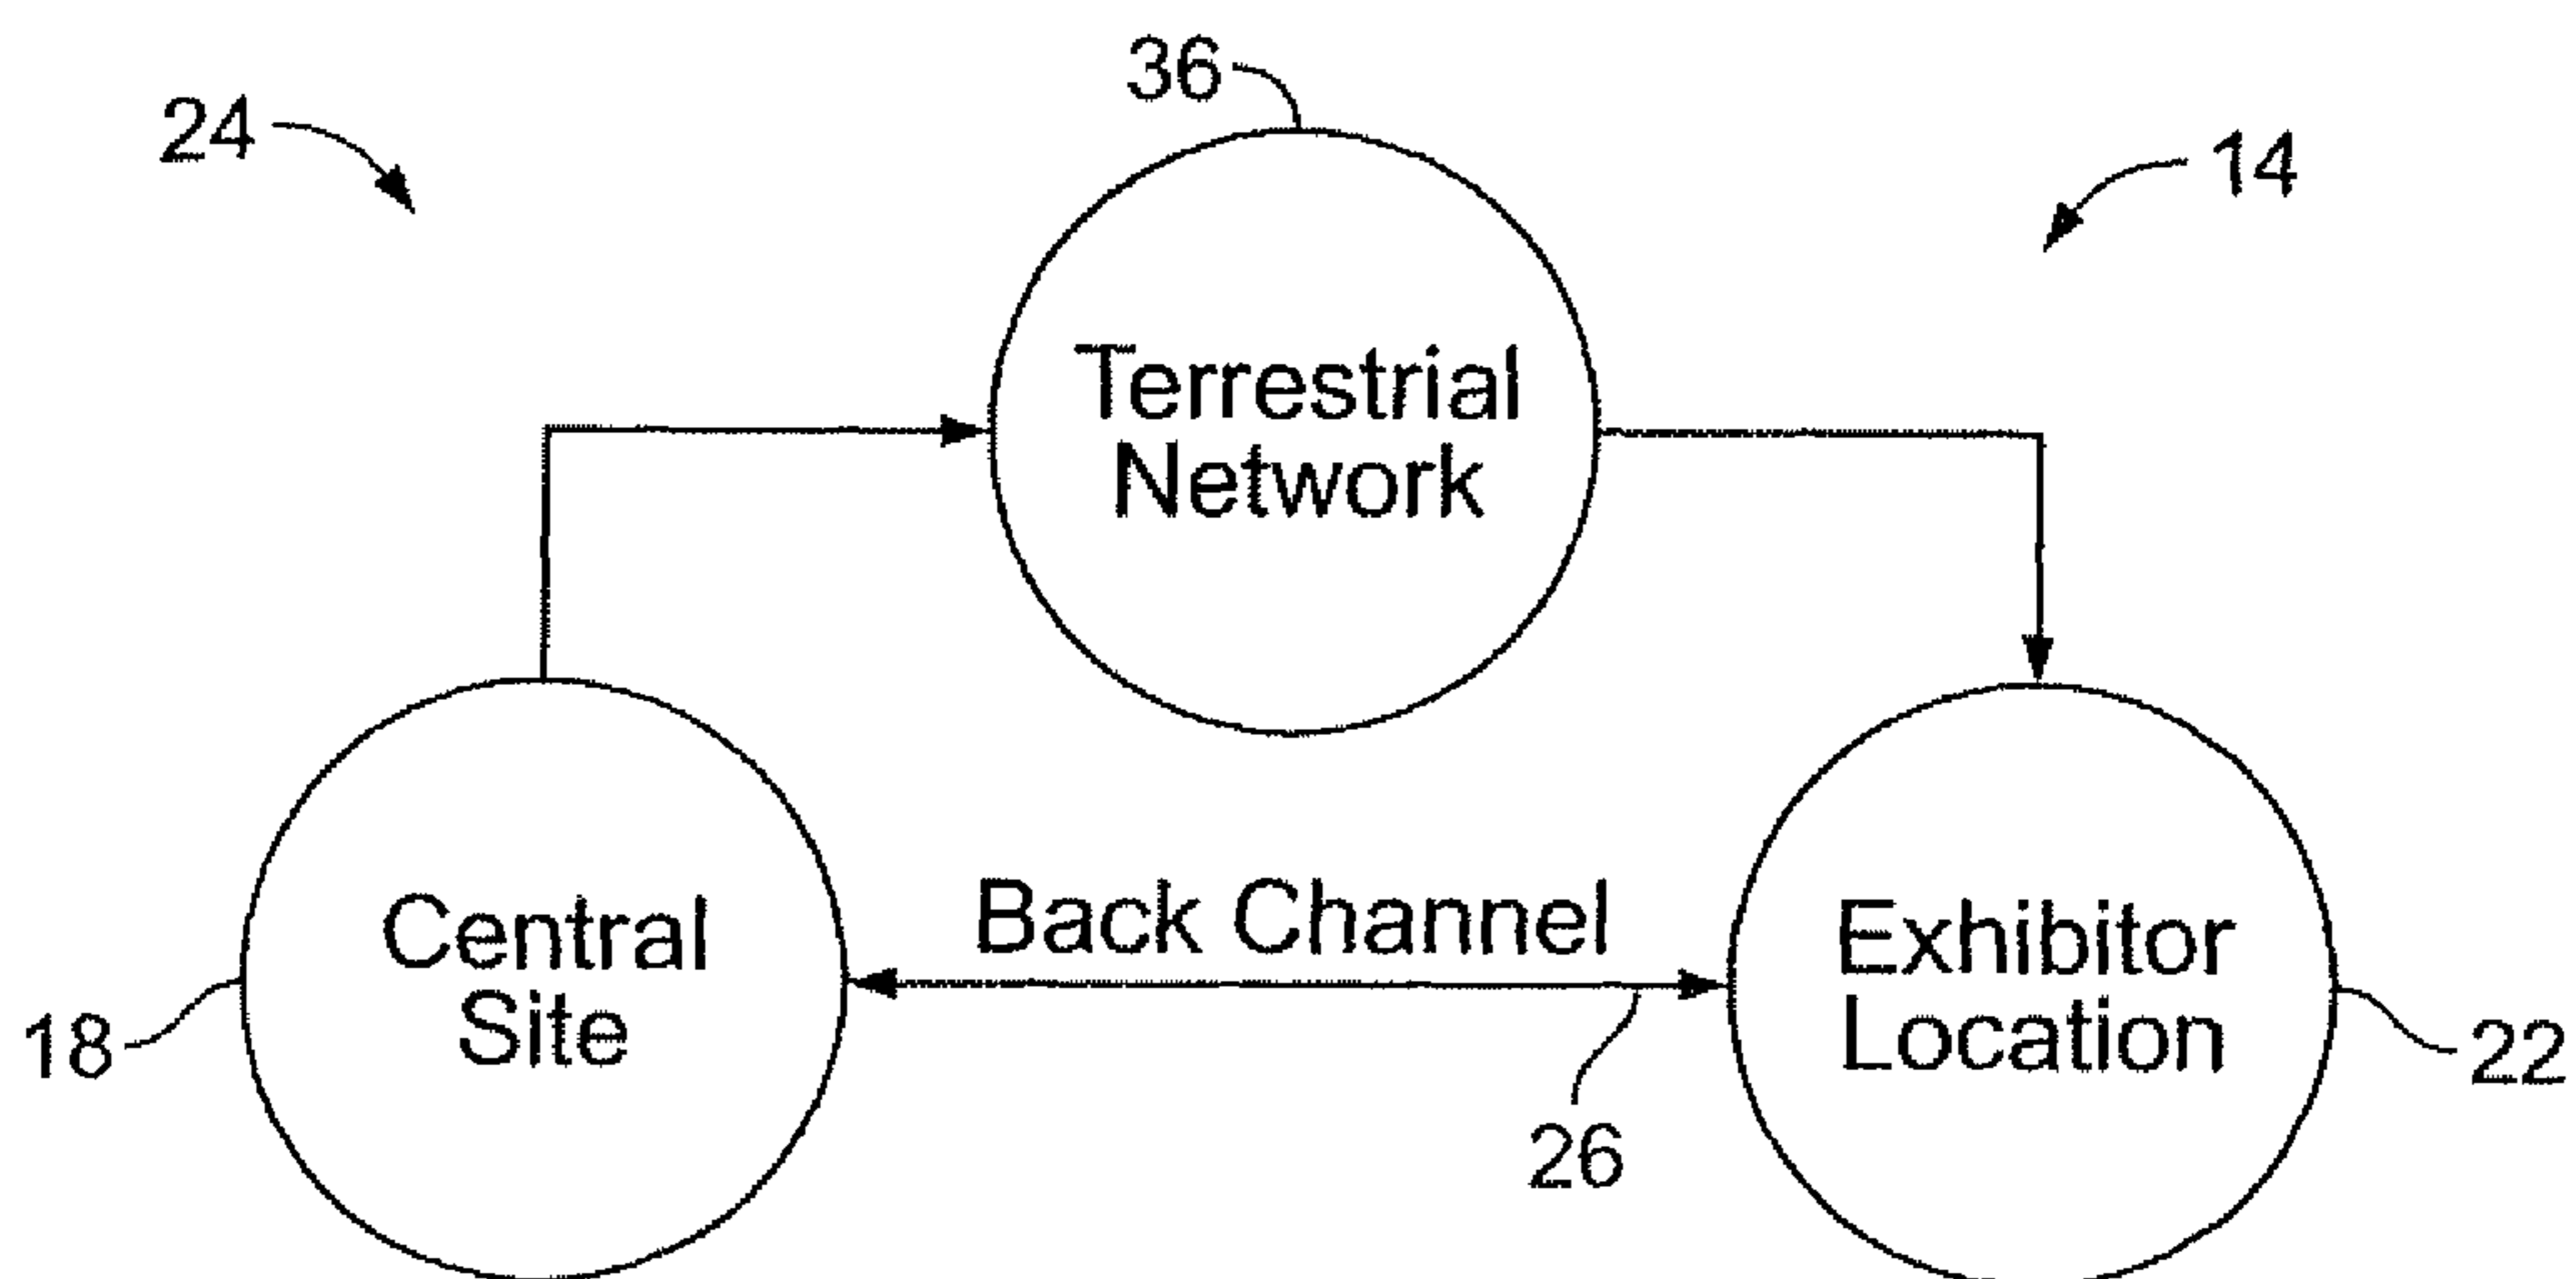 36
24
14
Terrestrial
Network
Back Channel
Central
Site
Exhibitor
Location
18
22
26